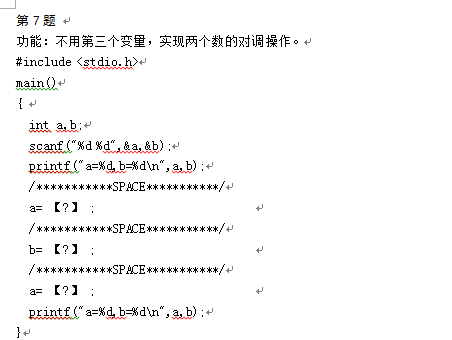 第7题
功能：不用第三个变量，实现两个数的对调操作。
#include <stdio.h>
main()
{
int a,b;
scanf("%d %d",&a,&b);
printf("a=%d,b=%d\n",a,b);
/***********SPACE***********/
a= 【?】 ;
/***********SPACE***********/
b= 【?】 ;
/***********SPACE***********/
a= 【?】 ;
printf("a=%d,b=%d\n",a,b);
}